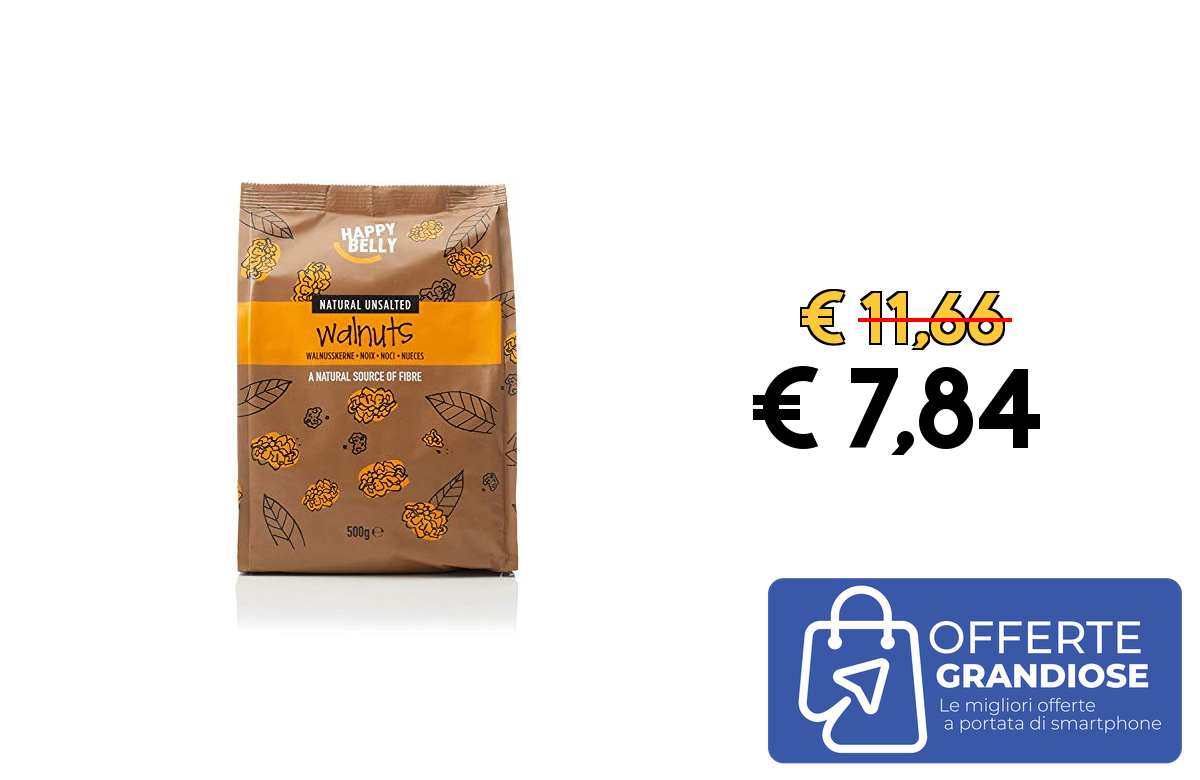 HAPPY
BELLY
NATURAL UNSALTED
walnuts
WALNUSSKERNE • NOIX • NOCI • NUECES
A NATURAL SOURCE OF FIBRE
500g ℮
€ 11,66
€ 7,84
OFFERTE
GRANDIOSE
Le migliori offerte
a portata di smartphone